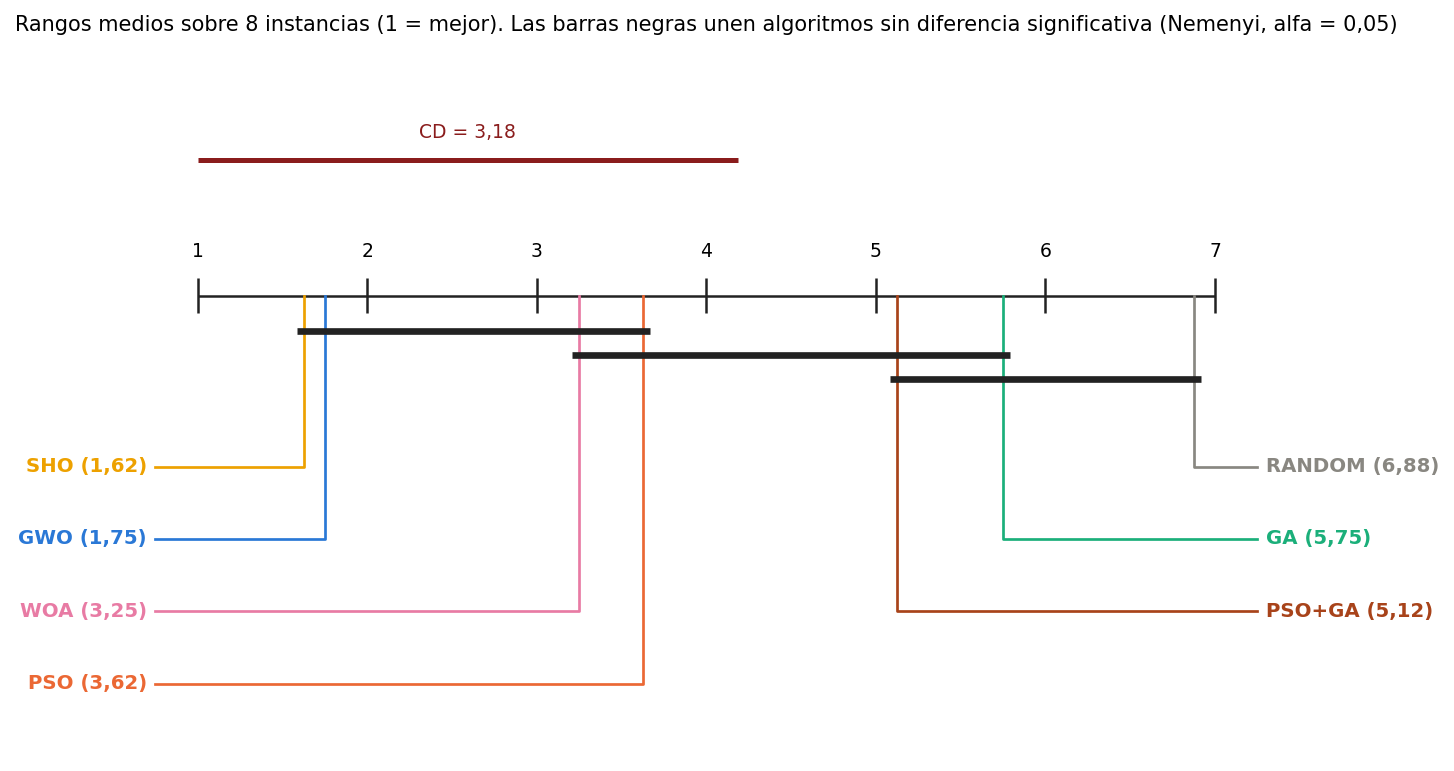 Rangos medios sobre 8 instancias (1 = mejor). Las barras negras unen algoritmos sin diferencia significativa (Nemenyi, alfa = 0,05)
CD = 3,18
1 2 3 4 5 6 7
SHO (1,62)
RANDOM (6,88)
GWO (1,75)
GA (5,75)
WOA (3,25)
PSO+GA (5,12)
PSO (3,62)